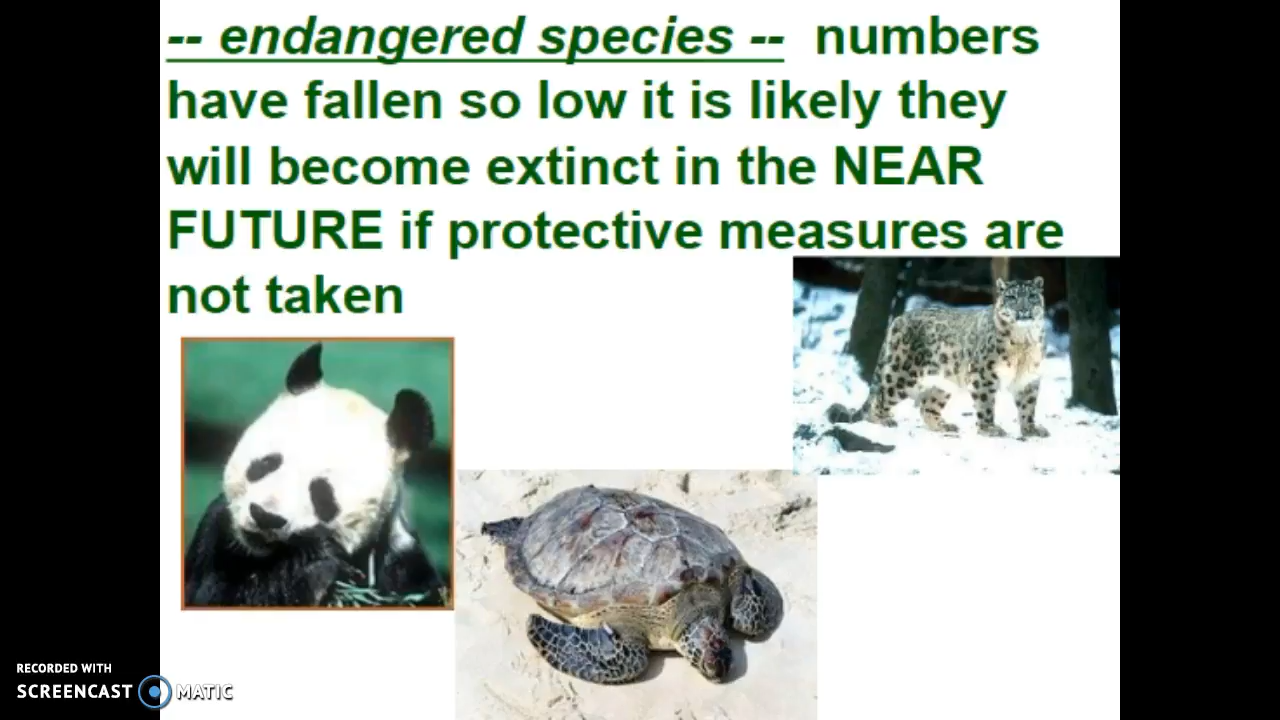 -- endangered species -- numbers
have fallen so low it is likely they
will become extinct in the NEAR
FUTURE if protective measures are
not taken
RECORDED WITH
SCREENCAST MATIC